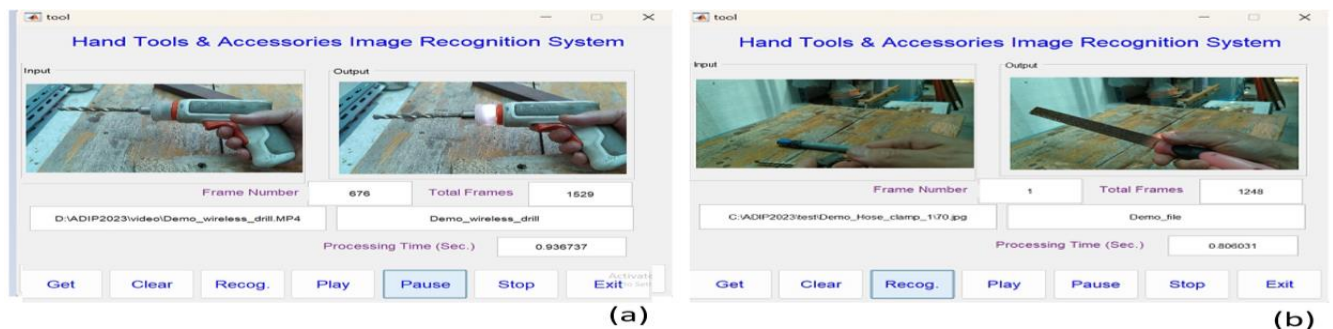 tool
Hand Tools & Accessories Image Recognition System
Input
Output
Frame Number 676 Total Frames 1529
D:\ADIP2023\video\Demo_wireless_drill.MP4 Demo_wireless_drill
Processing Time (Sec.) 0.936737
Activate
Get Clear Recog. Play Pause Stop Exit
(a)
tool
Hand Tools & Accessories Image Recognition System
Input
Output
Frame Number 1 Total Frames 1248
C:\ADIP2023\test\Demo_Hose_clamp_1\70.jpg Demo_file
Processing Time (Sec.) 0.806031
Get Clear Recog. Play Pause Stop Exit
(b)